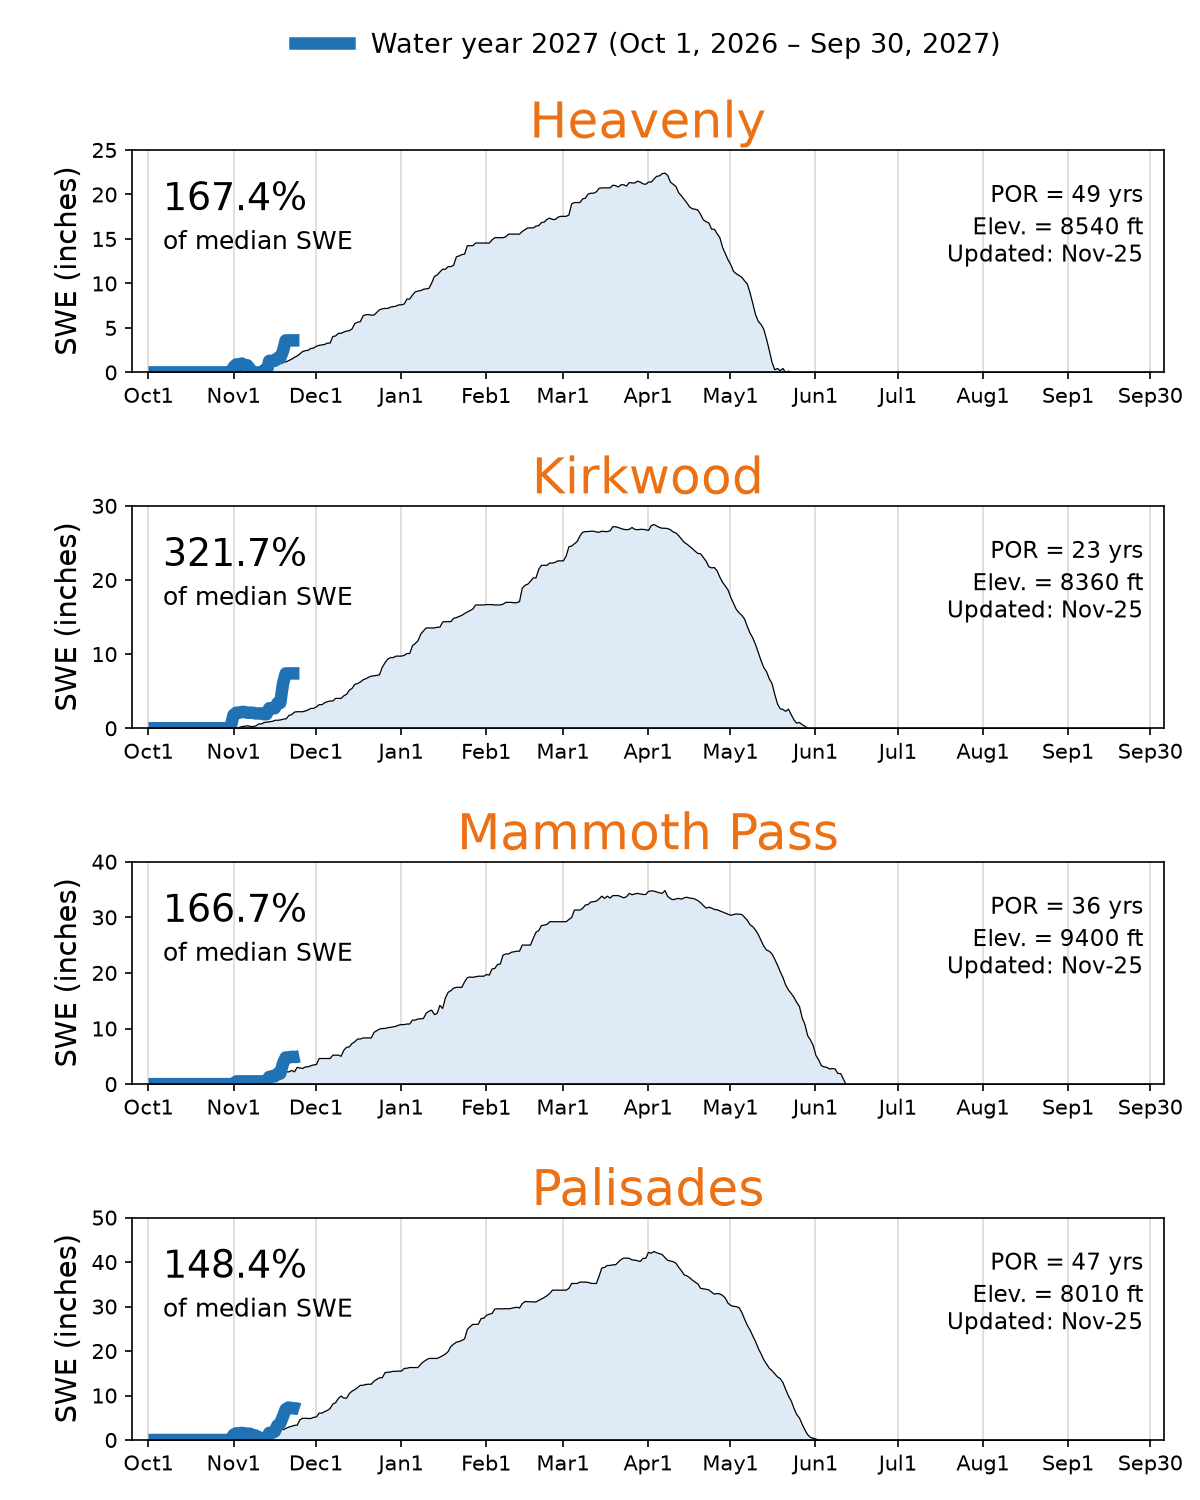 Water year 2027 (Oct 1, 2026 – Sep 30, 2027)
Heavenly
SWE (inches)
25
20
15
10
5
0
167.4%
of median SWE
POR = 49 yrs
Elev. = 8540 ft
Updated: Nov-25
Oct1 Nov1 Dec1 Jan1 Feb1 Mar1 Apr1 May1 Jun1 Jul1 Aug1 Sep1 Sep30
Kirkwood
SWE (inches)
30
20
10
0
321.7%
of median SWE
POR = 23 yrs
Elev. = 8360 ft
Updated: Nov-25
Oct1 Nov1 Dec1 Jan1 Feb1 Mar1 Apr1 May1 Jun1 Jul1 Aug1 Sep1 Sep30
Mammoth Pass
SWE (inches)
40
30
20
10
0
166.7%
of median SWE
POR = 36 yrs
Elev. = 9400 ft
Updated: Nov-25
Oct1 Nov1 Dec1 Jan1 Feb1 Mar1 Apr1 May1 Jun1 Jul1 Aug1 Sep1 Sep30
Palisades
SWE (inches)
50
40
30
20
10
0
148.4%
of median SWE
POR = 47 yrs
Elev. = 8010 ft
Updated: Nov-25
Oct1 Nov1 Dec1 Jan1 Feb1 Mar1 Apr1 May1 Jun1 Jul1 Aug1 Sep1 Sep30